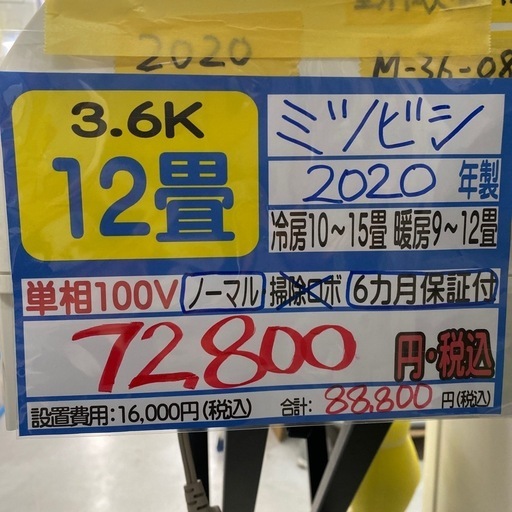 2020
M-36-08
3.6K
12畳
ミツビシ
2020 年製
冷房10～15畳 暖房9～12畳
単相100V ノーマル 掃除ロボ 6カ月保証付
72,800 円・税込
設置費用：16,000円（税込） 合計： 88,800 円（税込）